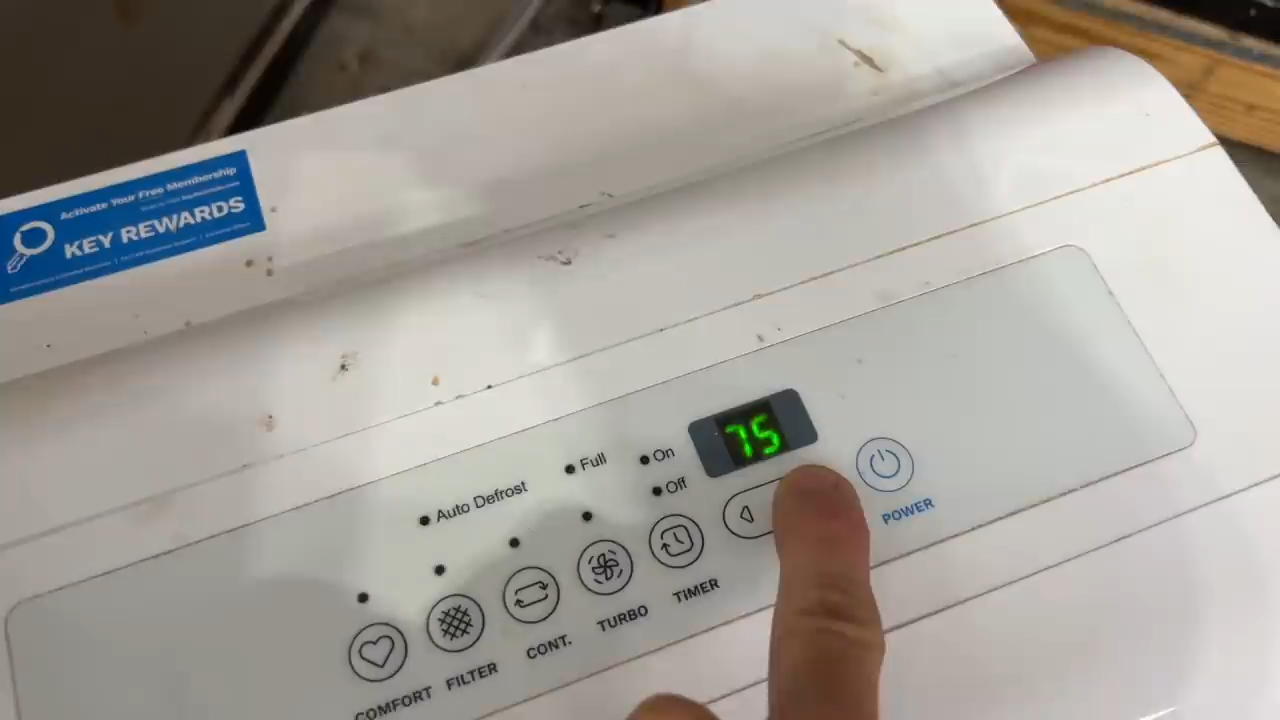 Activate Your Free Membership
KEY REWARDS
75
Full
On
Off
Auto Defrost
POWER
TIMER
TURBO
CONT.
FILTER
COMFORT